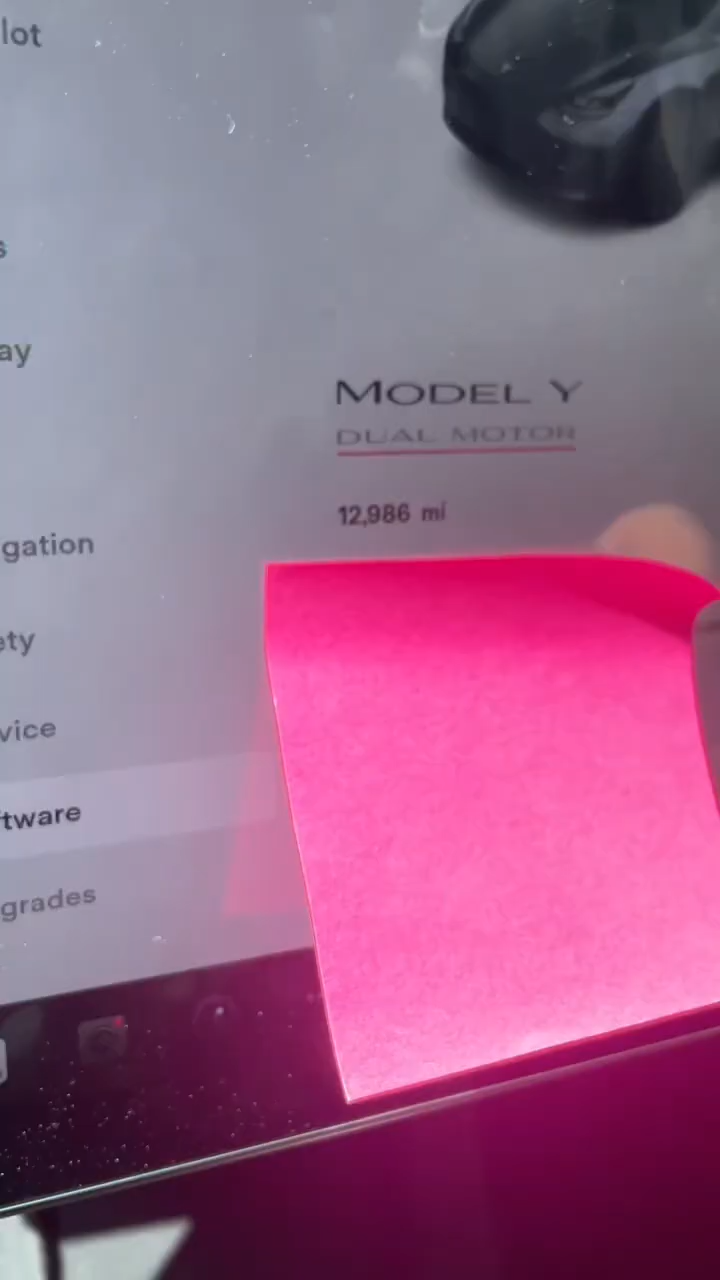 lot
s
ay
MODEL Y
DUAL MOTOR
12,986 mi
gation
ety
vice
tware
grades